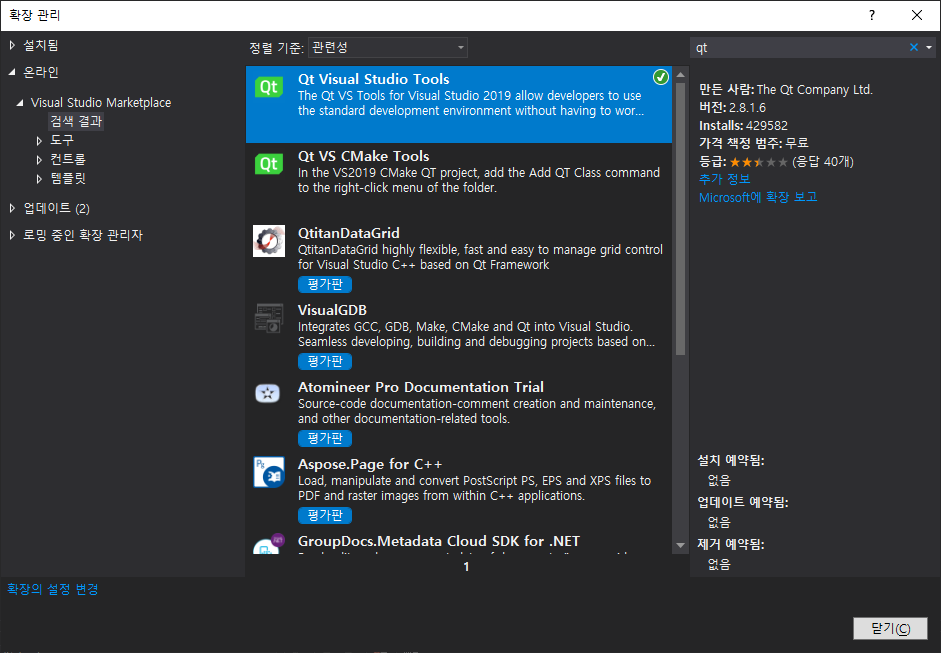 확장 관리
?
설치됨
온라인
Visual Studio Marketplace
검색 결과
도구
컨트롤
템플릿
업데이트 (2)
로밍 중인 확장 관리자
정렬 기준: 관련성
Qt Visual Studio Tools
The Qt VS Tools for Visual Studio 2019 allow developers to use
the standard development environment without having to wor...
Qt VS CMake Tools
In the VS2019 CMake QT project, add the Add QT Class command
to the right-click menu of the folder.
QtitanDataGrid
QtitanDataGrid highly flexible, fast and easy to manage grid control
for Visual Studio C++ based on Qt Framework
평가판
VisualGDB
Integrates GCC, GDB, Make, CMake and Qt into Visual Studio.
Seamless developing, building and debugging projects based on...
평가판
Atomineer Pro Documentation Trial
Source-code documentation-comment creation and maintenance,
and other documentation-related tools.
평가판
Aspose.Page for C++
Load, manipulate and convert PostScript PS, EPS and XPS files to
PDF and raster images from within C++ applications.
평가판
GroupDocs.Metadata Cloud SDK for .NET
1
qt
만든 사람: The Qt Company Ltd.
버전: 2.8.1.6
Installs: 429582
가격 책정 범주: 무료
등급: (응답 40개)
추가 정보
Microsoft에 확장 보고
설치 예약됨:
없음
업데이트 예약됨:
없음
제거 예약됨:
없음
확장의 설정 변경
닫기(C)